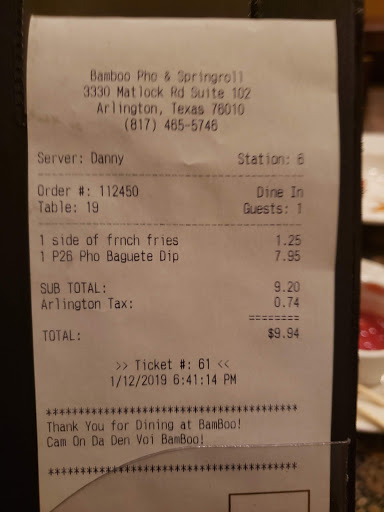 Bamboo Pho & Springroll
3330 Matlock Rd Suite 102
Arlington, Texas 76010
(817) 465-5746
Server: Danny Station: 6
Order #: 112450 Dine In
Table: 19 Guests: 1
1 side of frnch fries 1.25
1 P26 Pho Baguete Dip 7.95
SUB TOTAL: 9.20
Arlington Tax: 0.74
========
TOTAL: $9.94
>> Ticket #: 61 <<
1/12/2019 6:41:14 PM
****************************************
Thank You for Dining at BamBoo!
Cam On Da Den Voi BamBoo!
****************************************